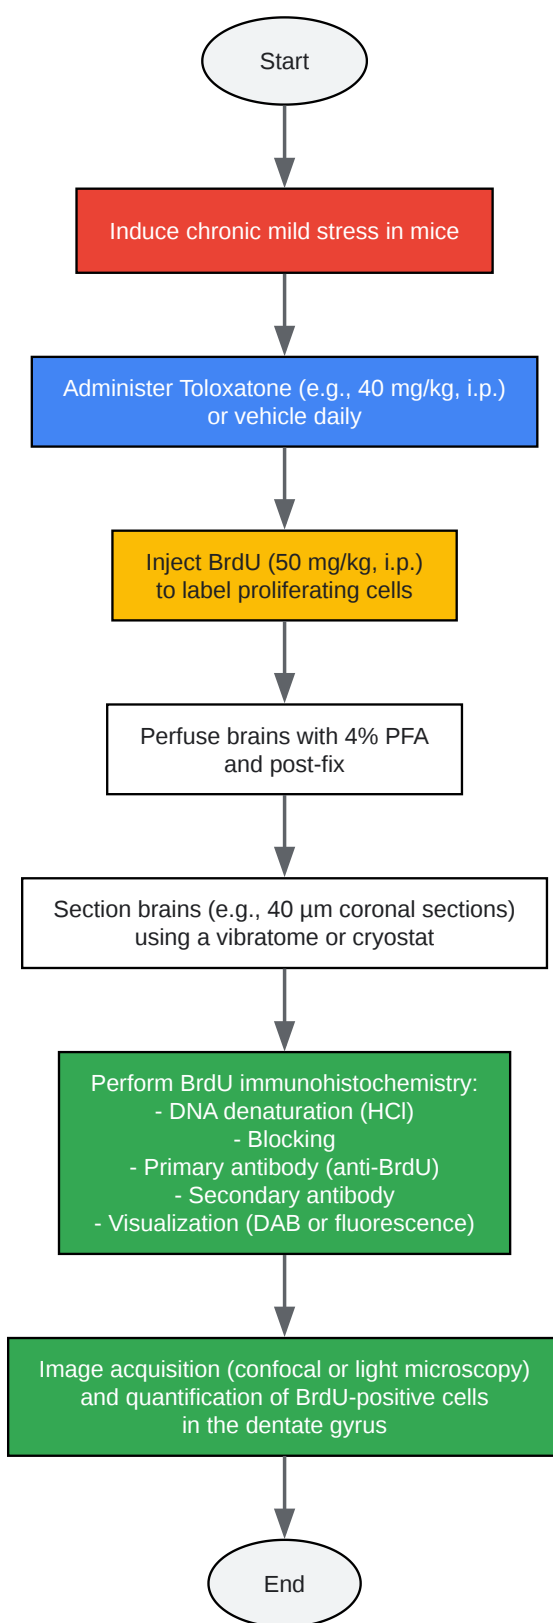 Start
Induce chronic mild stress in mice
Administer Toloxatone (e.g., 40 mg/kg, i.p.)
or vehicle daily
Inject BrdU (50 mg/kg, i.p.)
to label proliferating cells
Perfuse brains with 4% PFA
and post-fix
Section brains (e.g., 40 µm coronal sections)
using a vibratome or cryostat
Perform BrdU immunohistochemistry:
- DNA denaturation (HCl)
- Blocking
- Primary antibody (anti-BrdU)
- Secondary antibody
- Visualization (DAB or fluorescence)
Image acquisition (confocal or light microscopy)
and quantification of BrdU-positive cells
in the dentate gyrus
End